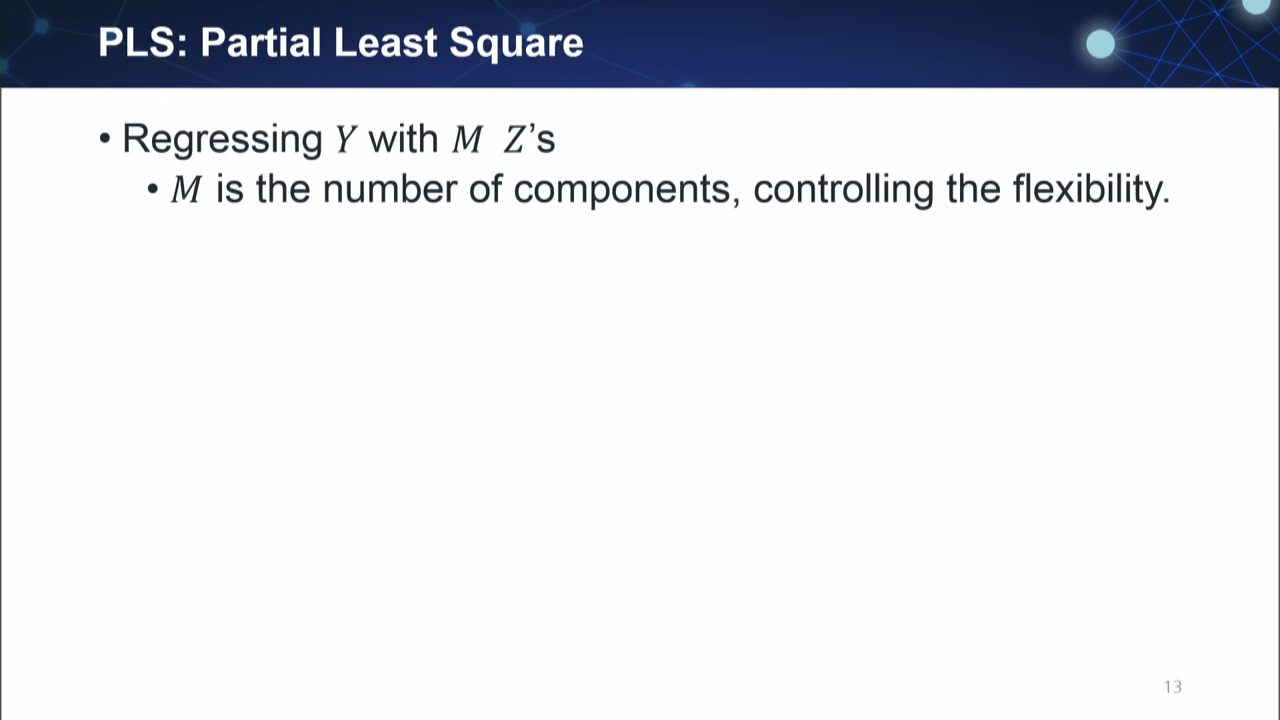 PLS: Partial Least Square
• Regressing Y with M Z’s
• M is the number of components, controlling the flexibility.
13